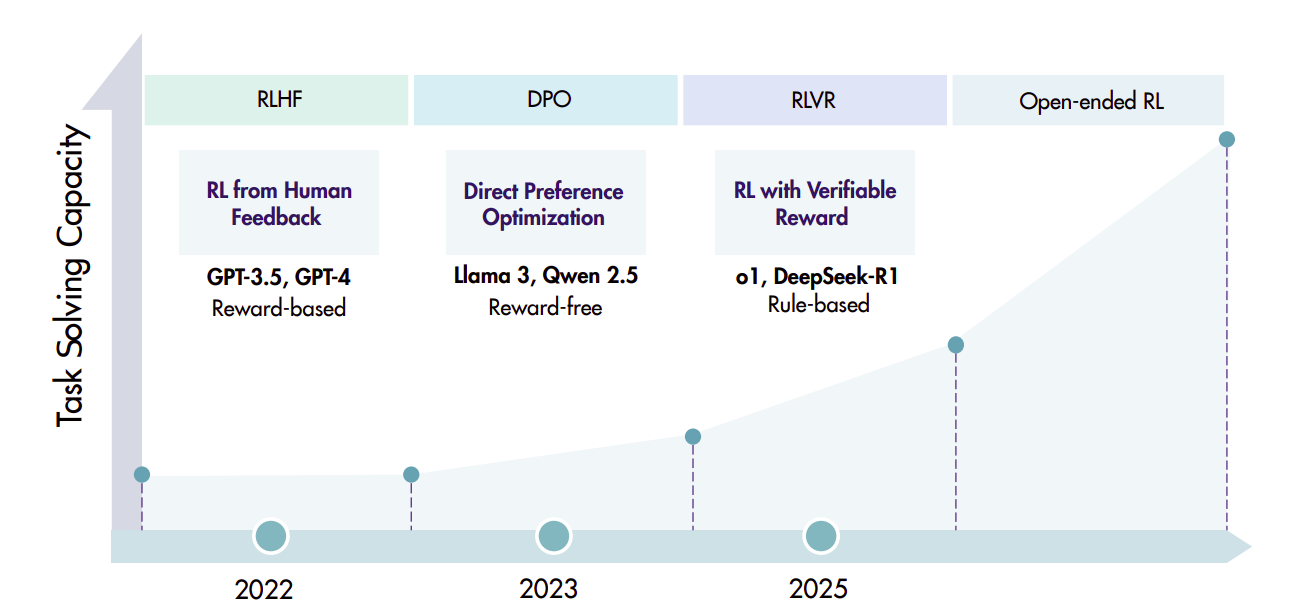 RLHF
DPO
RLVR
Open-ended RL
RL from Human
Feedback
Direct Preference
Optimization
RL with Verifiable
Reward
GPT-3.5, GPT-4
Reward-based
Llama 3, Qwen 2.5
Reward-free
o1, DeepSeek-R1
Rule-based
Task Solving Capacity
2022
2023
2025